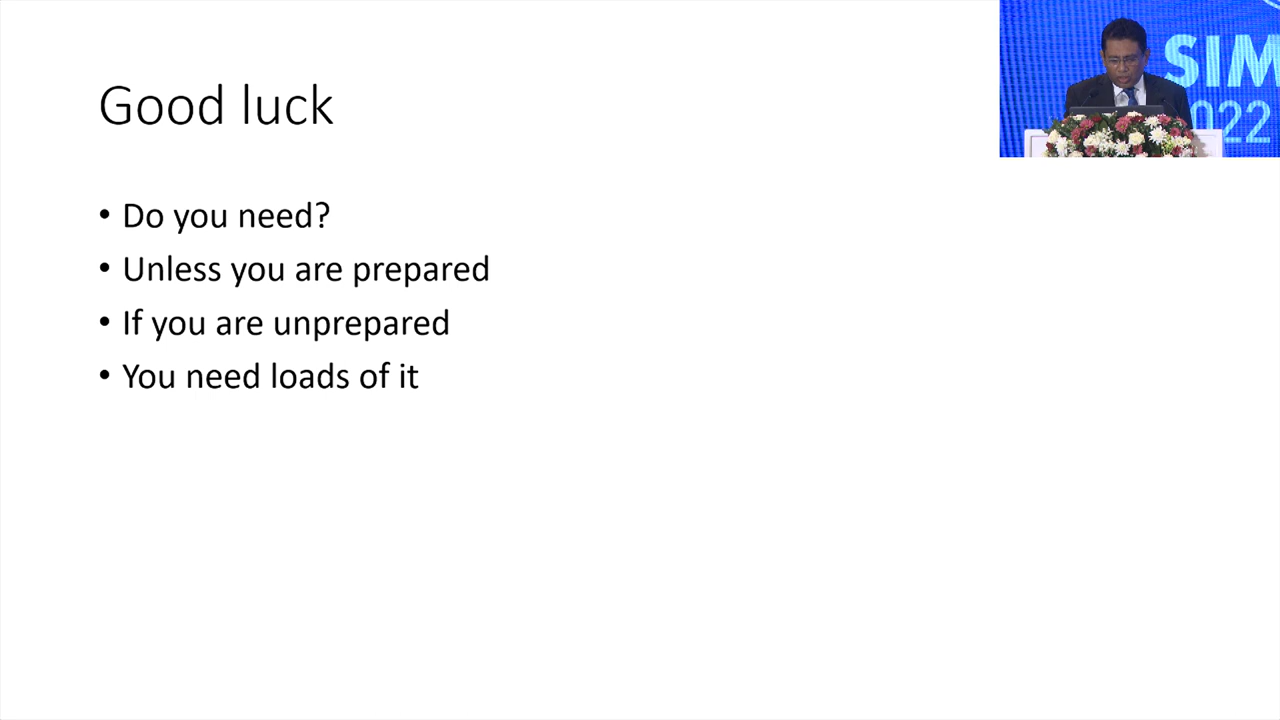 Good luck
• Do you need?
• Unless you are prepared
• If you are unprepared
• You need loads of it
SIM
2022